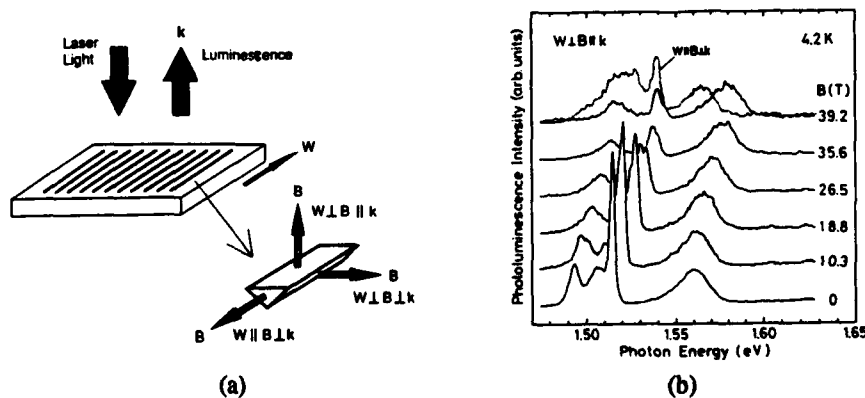 Laser
Light
k
Luminescence
W
B
W⊥B∥k
B
W⊥B⊥k
B
W∥B⊥k
(a)
Photoluminescence Intensity (arb. units)
W⊥B∥k
W∥B⊥k
4.2K
B(T)
39.2
35.6
26.5
18.8
10.3
0
1.50
1.55
1.60
1.65
Photon Energy (eV)
(b)